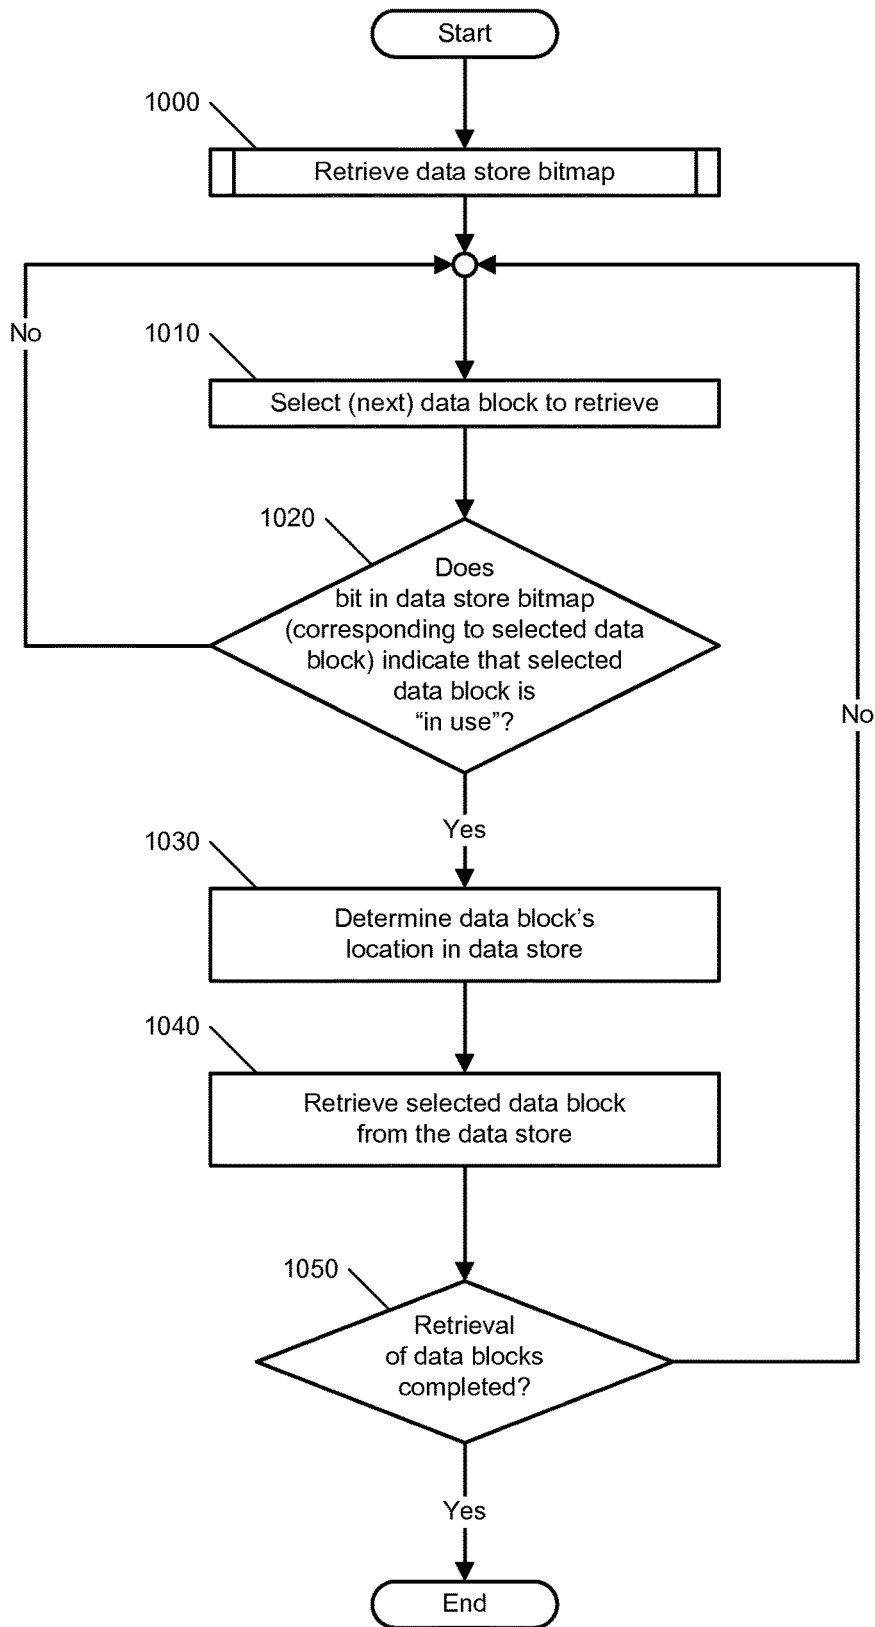 Start
1000
Retrieve data store bitmap
No
1010
Select (next) data block to retrieve
1020
Does
bit in data store bitmap
(corresponding to selected data
block) indicate that selected
data block is
“in use”?
No
Yes
1030
Determine data block’s
location in data store
1040
Retrieve selected data block
from the data store
1050
Retrieval
of data blocks
completed?
Yes
End